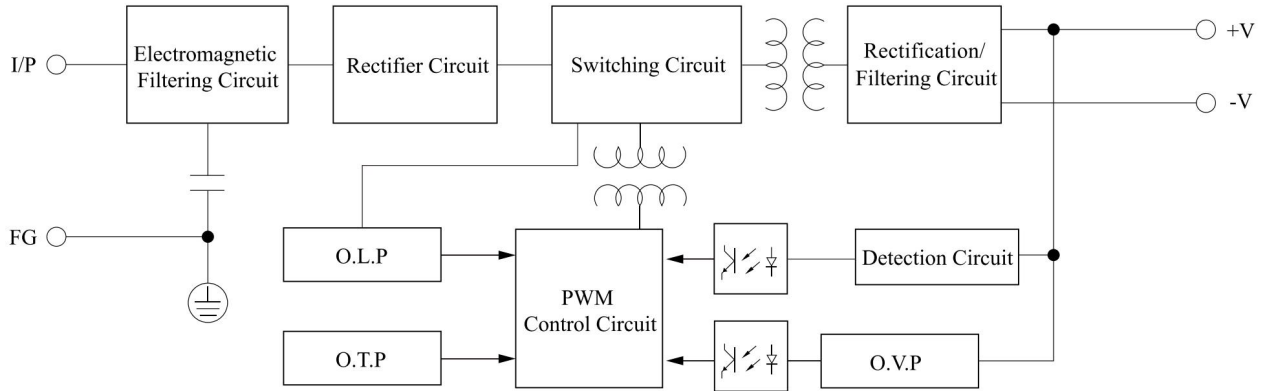 I/P
Electromagnetic
Filtering Circuit
Rectifier Circuit
Switching Circuit
Rectification/
Filtering Circuit
+V
-V
FG
O.L.P
PWM
Control Circuit
Detection Circuit
O.T.P
O.V.P